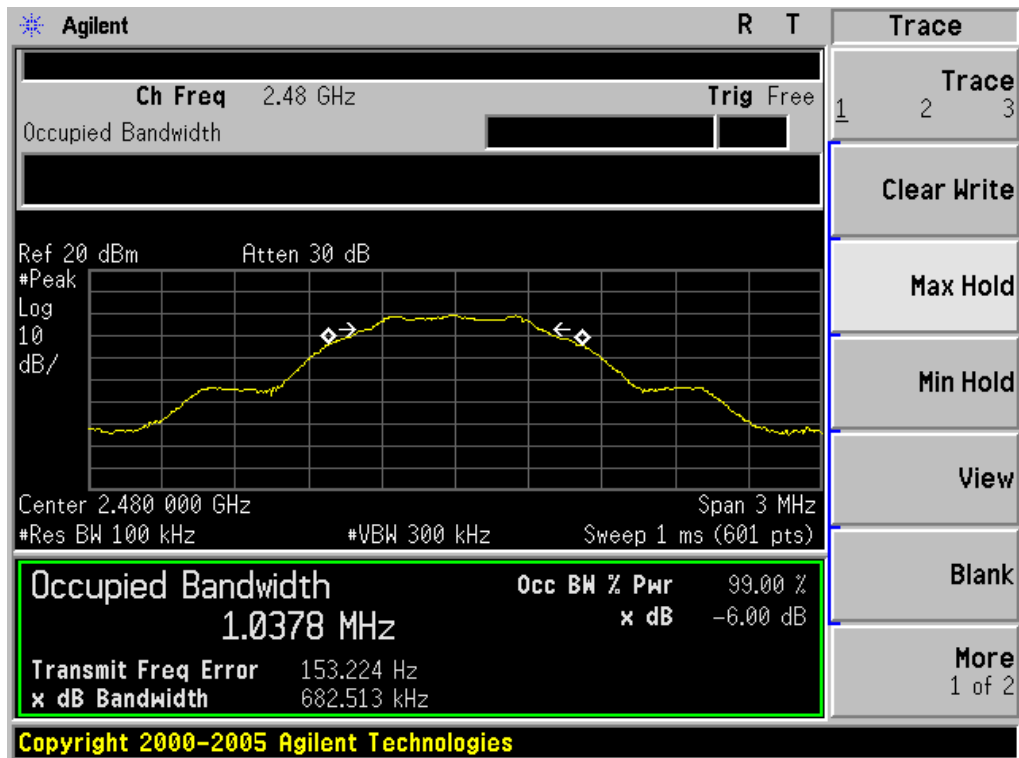 Agilent R T Trace
Ch Freq 2.48 GHz Trig Free
Occupied Bandwidth
Trace
1 2 3
Clear Write
Max Hold
Min Hold
View
Blank
More
1 of 2
Ref 20 dBm Atten 30 dB
#Peak
Log
10
dB/
Center 2.480 000 GHz Span 3 MHz
#Res BW 100 kHz #VBW 300 kHz Sweep 1 ms (601 pts)
Occupied Bandwidth Occ BW % Pwr 99.00 %
1.0378 MHz x dB -6.00 dB
Transmit Freq Error 153.224 Hz
x dB Bandwidth 682.513 kHz
Copyright 2000-2005 Agilent Technologies